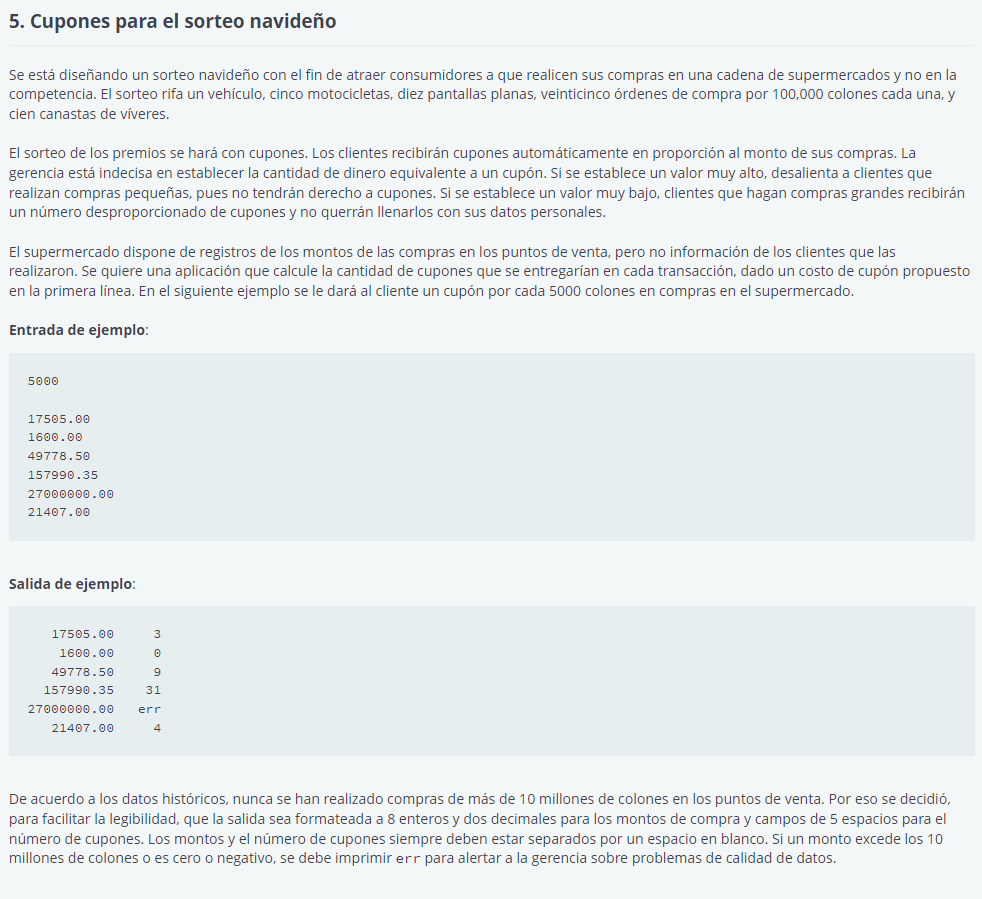 5. Cupones para el sorteo navideño
Se está diseñando un sorteo navideño con el fin de atraer consumidores a que realicen sus compras en una cadena de supermercados y no en la
competencia. El sorteo rifa un vehículo, cinco motocicletas, diez pantallas planas, veinticinco órdenes de compra por 100,000 colones cada una, y
cien canastas de víveres.
El sorteo de los premios se hará con cupones. Los clientes recibirán cupones automáticamente en proporción al monto de sus compras. La
gerencia está indecisa en establecer la cantidad de dinero equivalente a un cupón. Si se establece un valor muy alto, desalienta a clientes que
realizan compras pequeñas, pues no tendrán derecho a cupones. Si se establece un valor muy bajo, clientes que hagan compras grandes recibirán
un número desproporcionado de cupones y no querrán llenarlos con sus datos personales.
El supermercado dispone de registros de los montos de las compras en los puntos de venta, pero no información de los clientes que las
realizaron. Se quiere una aplicación que calcule la cantidad de cupones que se entregarían en cada transacción, dado un costo de cupón propuesto
en la primera línea. En el siguiente ejemplo se le dará al cliente un cupón por cada 5000 colones en compras en el supermercado.
Entrada de ejemplo:
5000
17505.00
1600.00
49778.50
157990.35
27000000.00
21407.00
Salida de ejemplo:
17505.00     3
1600.00     0
49778.50     9
157990.35    31
27000000.00   err
21407.00     4
De acuerdo a los datos históricos, nunca se han realizado compras de más de 10 millones de colones en los puntos de venta. Por eso se decidió,
para facilitar la legibilidad, que la salida sea formateada a 8 enteros y dos decimales para los montos de compra y campos de 5 espacios para el
número de cupones. Los montos y el número de cupones siempre deben estar separados por un espacio en blanco. Si un monto excede los 10
millones de colones o es cero o negativo, se debe imprimir err para alertar a la gerencia sobre problemas de calidad de datos.